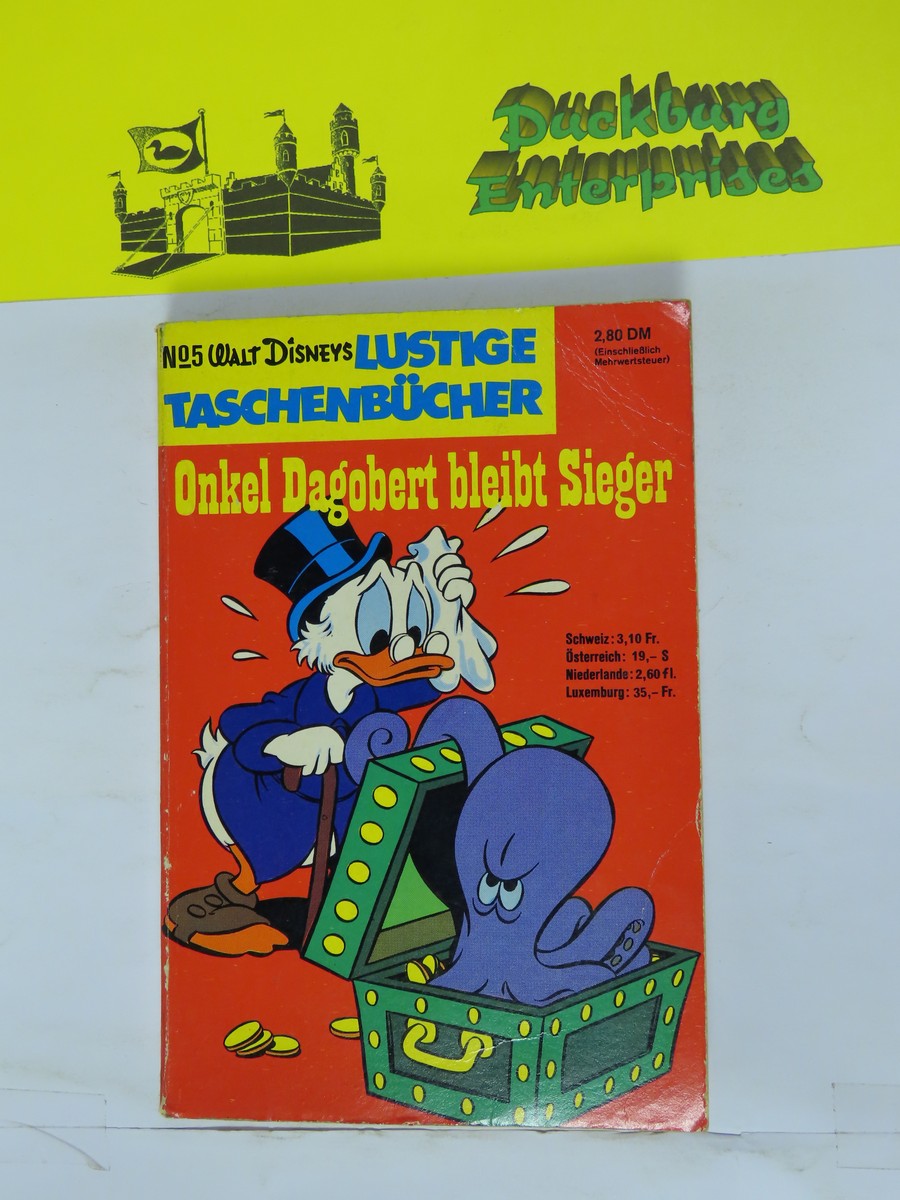 Duckburg
Enterprises
No5 WALT DISNEYS LUSTIGE
TASCHENBÜCHER
2,80 DM
(Einschließlich
Mehrwertsteuer)
Onkel Dagobert bleibt Sieger
Schweiz: 3,10 Fr.
Österreich: 19,- S
Niederlande: 2,60 fl.
Luxemburg: 35,- Fr.